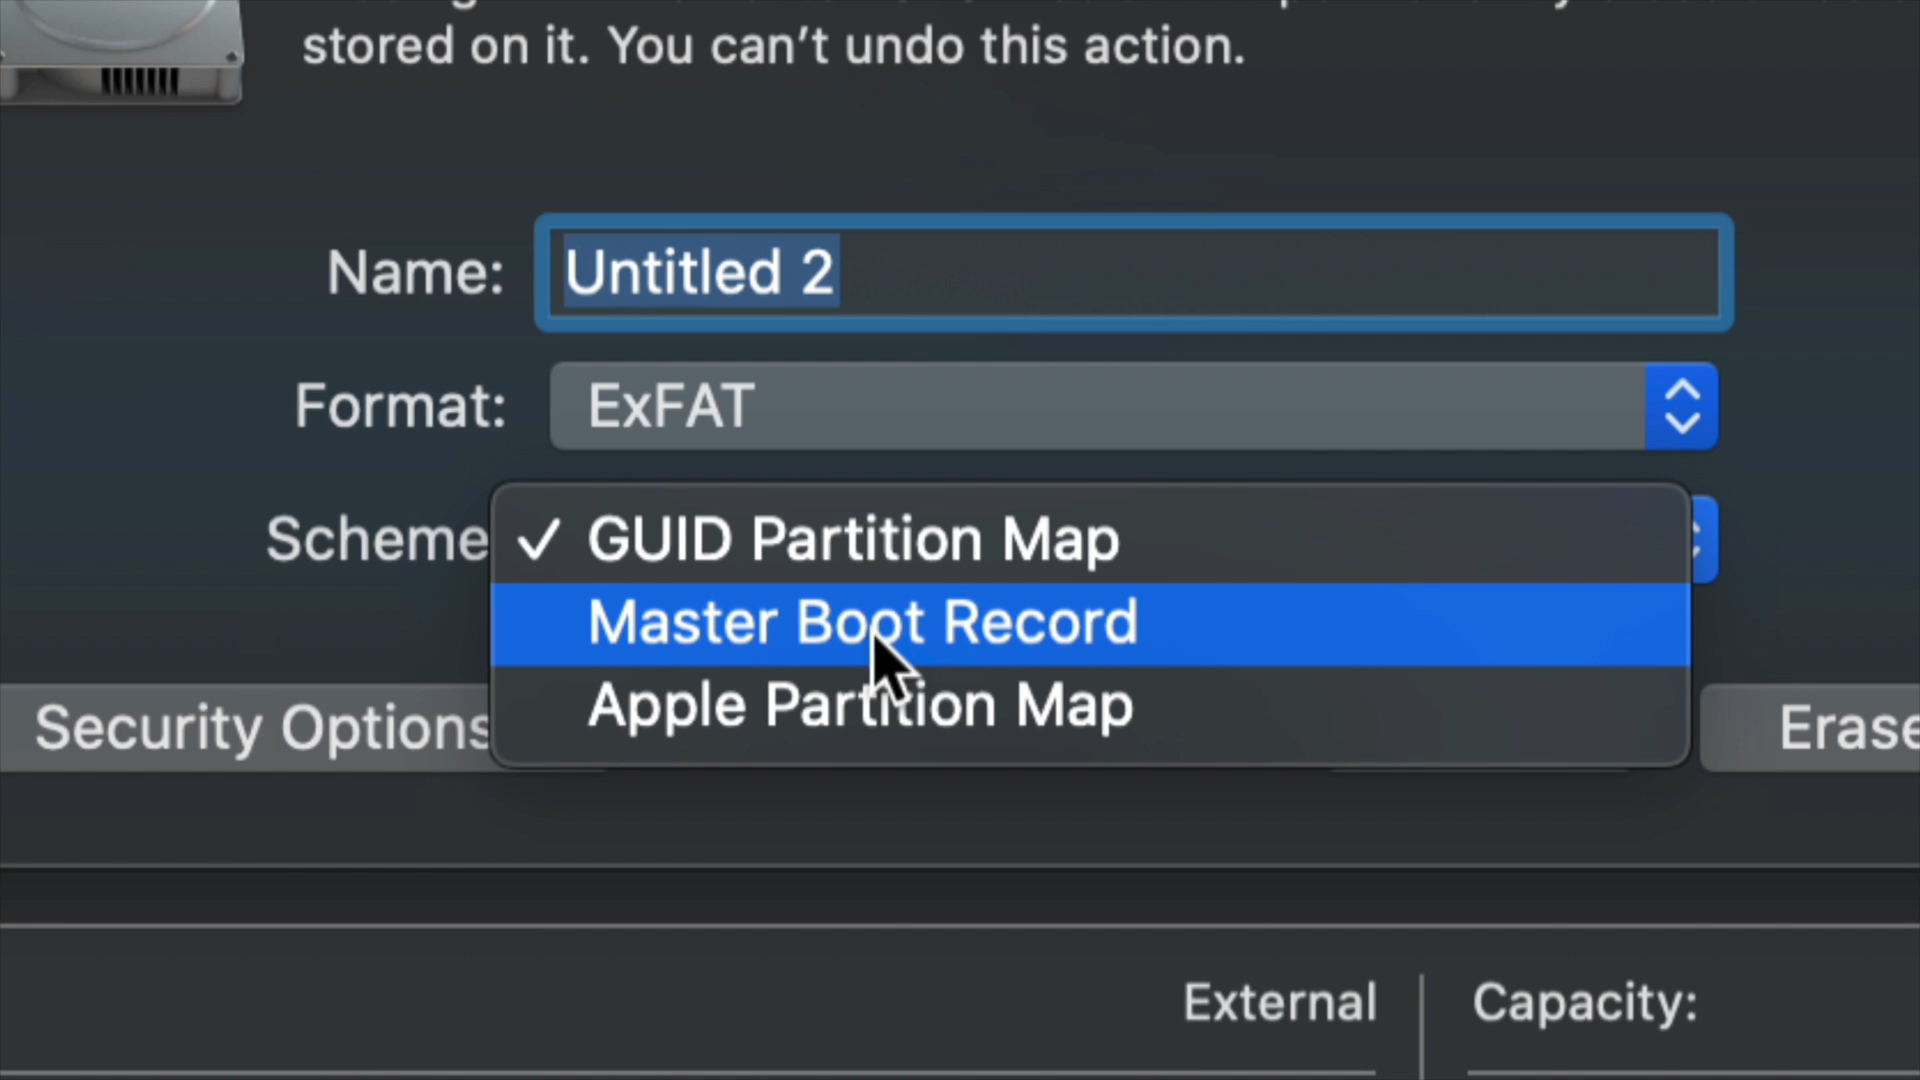 stored on it. You can't undo this action.
Name: Untitled 2
Format: ExFAT
Scheme ✓ GUID Partition Map
Master Boot Record
Apple Partition Map
Security Options
Erase
External
Capacity: